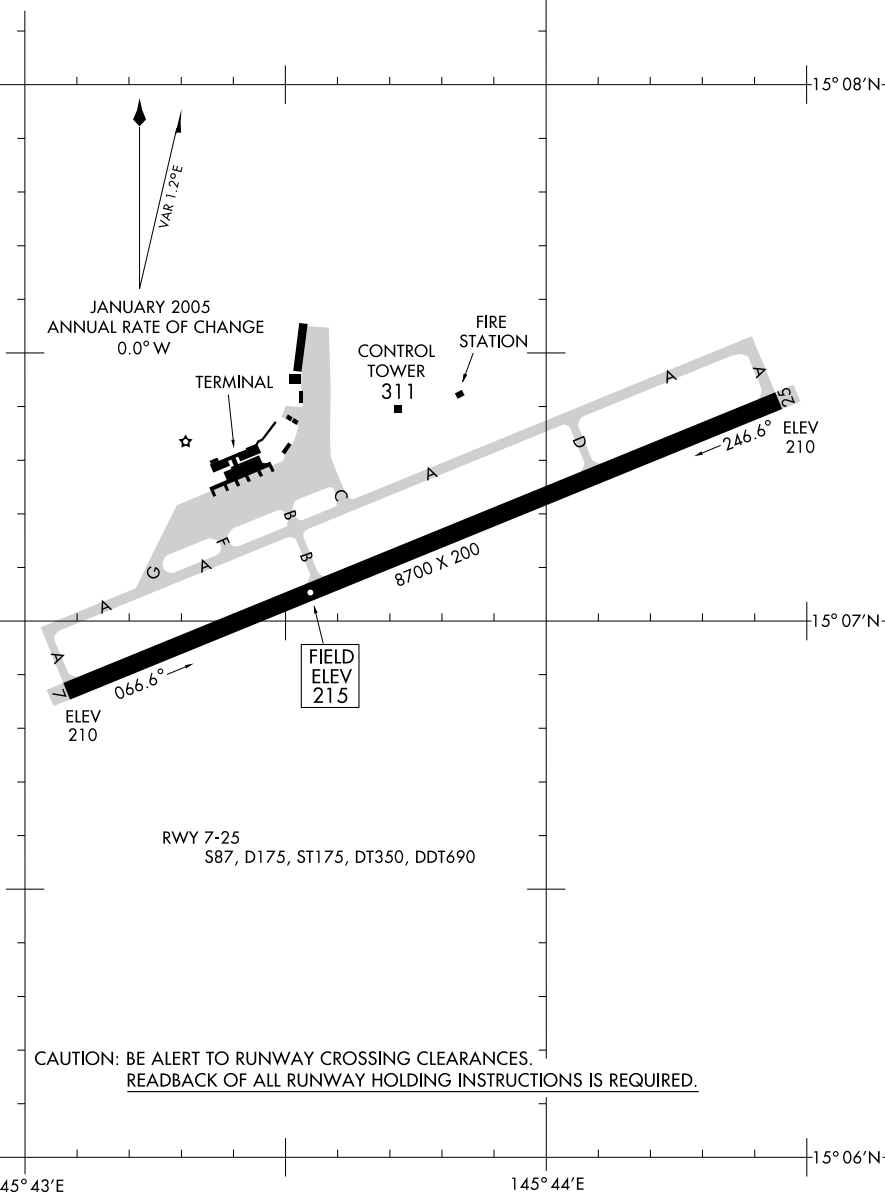 15° 08'N
VAR 1.2°E
JANUARY 2005
ANNUAL RATE OF CHANGE
0.0° W
FIRE
STATION
CONTROL
TOWER
311
TERMINAL
A
A
25
ELEV
210
246.6°
D
A
C
B
B
F
A
G
A
8700 X 200
15° 07'N
A
7
066.6°
FIELD
ELEV
215
ELEV
210
RWY 7-25
S87, D175, ST175, DT350, DDT690
CAUTION: BE ALERT TO RUNWAY CROSSING CLEARANCES.
READBACK OF ALL RUNWAY HOLDING INSTRUCTIONS IS REQUIRED.
15° 06'N
45° 43'E
145° 44'E